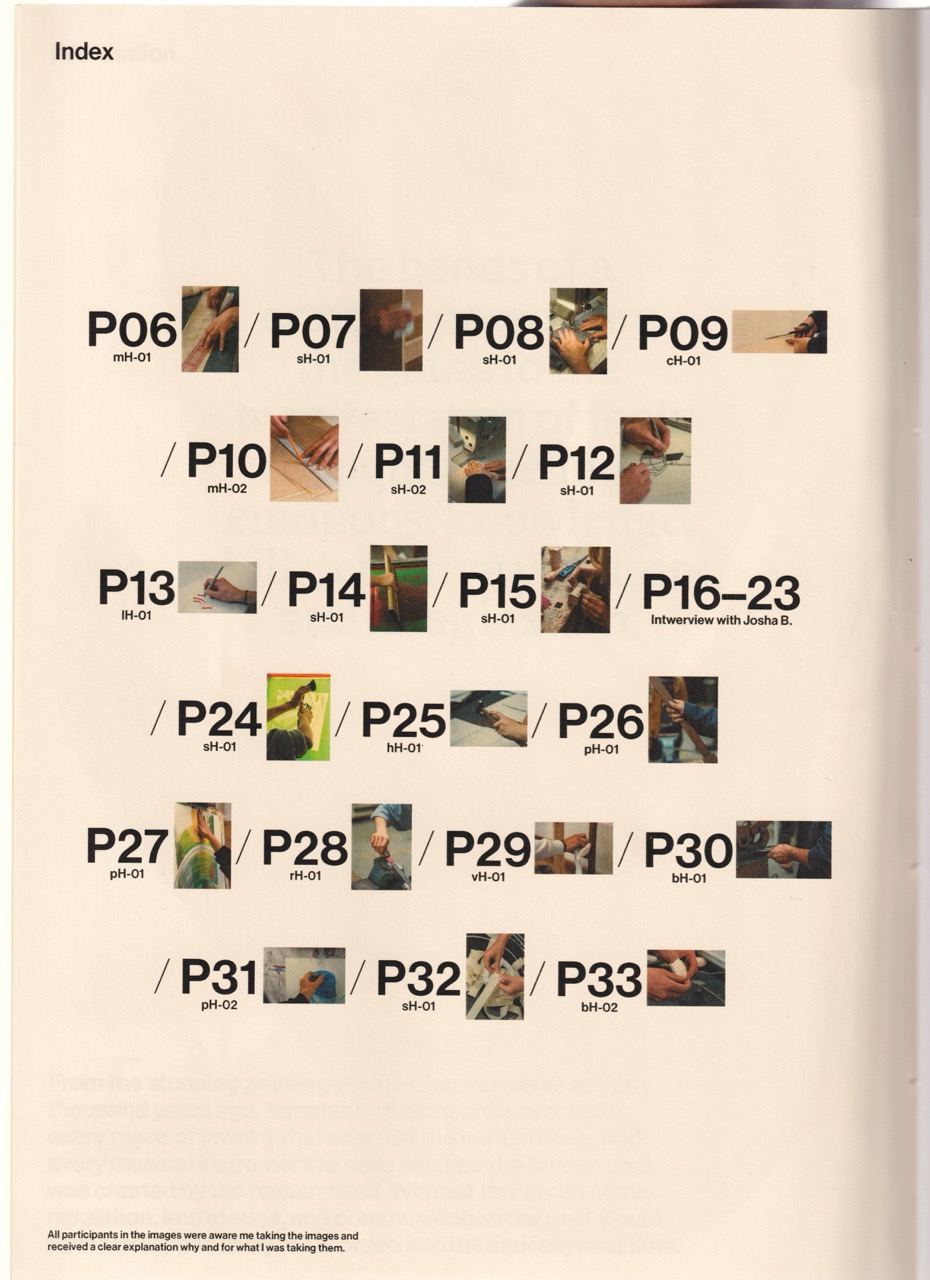 Index
P06 / P07 / P08 / P09
mH-01 sH-01 sH-01 cH-01
/ P10 / P11 / P12
mH-02 sH-02 sH-01
P13 / P14 / P15 / P16–23
lH-01 sH-01 sH-01 Intwerview with Josha B.
/ P24 / P25 / P26
sH-01 hH-01 pH-01
P27 / P28 / P29 / P30
pH-01 rH-01 vH-01 bH-01
/ P31 / P32 / P33
pH-02 sH-01 bH-02
All participants in the images were aware me taking the images and
received a clear explanation why and for what I was taking them.